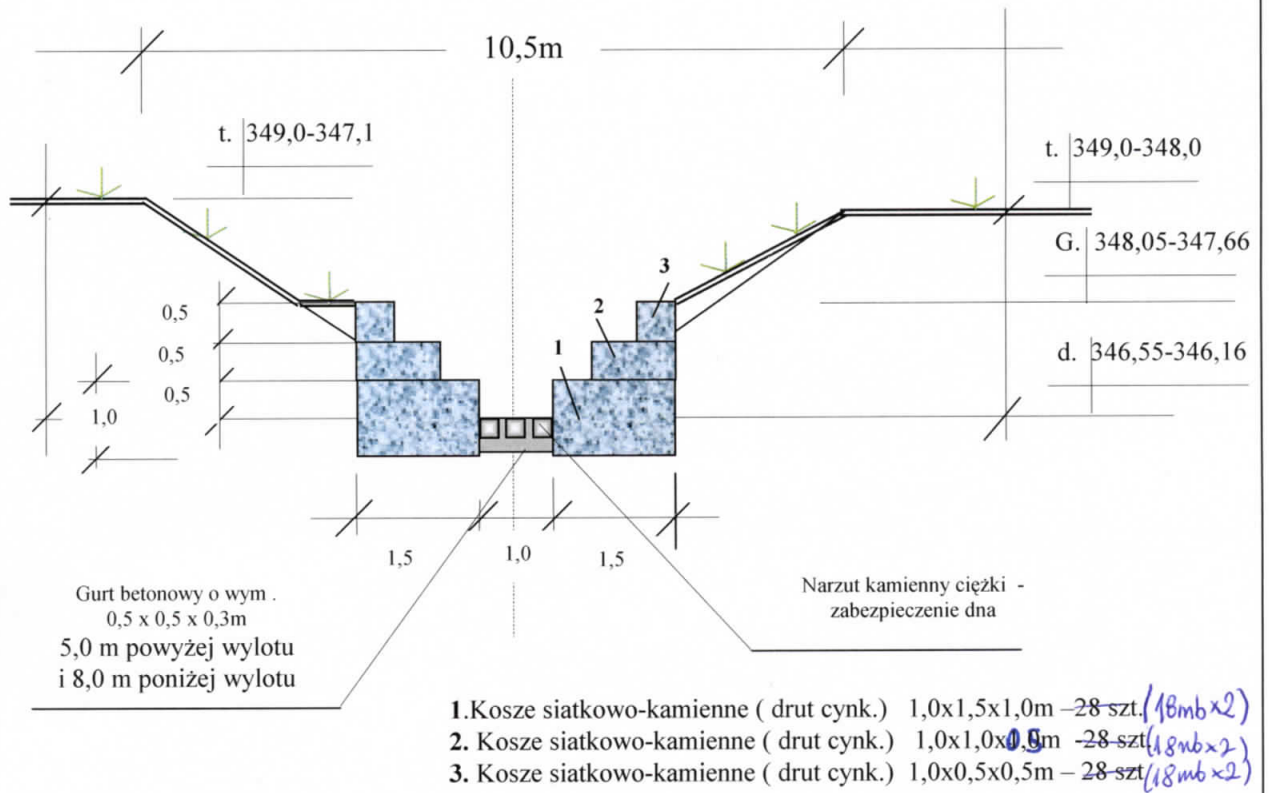 10,5m
t. 349,0-347,1
t. 349,0-348,0
G. 348,05-347,66
d. 346,55-346,16
3
2
1
0,5
0,5
0,5
1,0
1,5
1,0
1,5
Gurt betonowy o wym .
0,5 x 0,5 x 0,3m
5,0 m powyżej wylotu
i 8,0 m poniżej wylotu
Narzut kamienny ciężki -
zabezpieczenie dna
1.Kosze siatkowo-kamienne ( drut cynk.) 1,0x1,5x1,0m –28 szt.(18mb×2)
2. Kosze siatkowo-kamienne ( drut cynk.) 1,0x1,0x0,5m -28 szt(18mb×2)
3. Kosze siatkowo-kamienne ( drut cynk.) 1,0x0,5x0,5m – 28 szt(18mb×2)